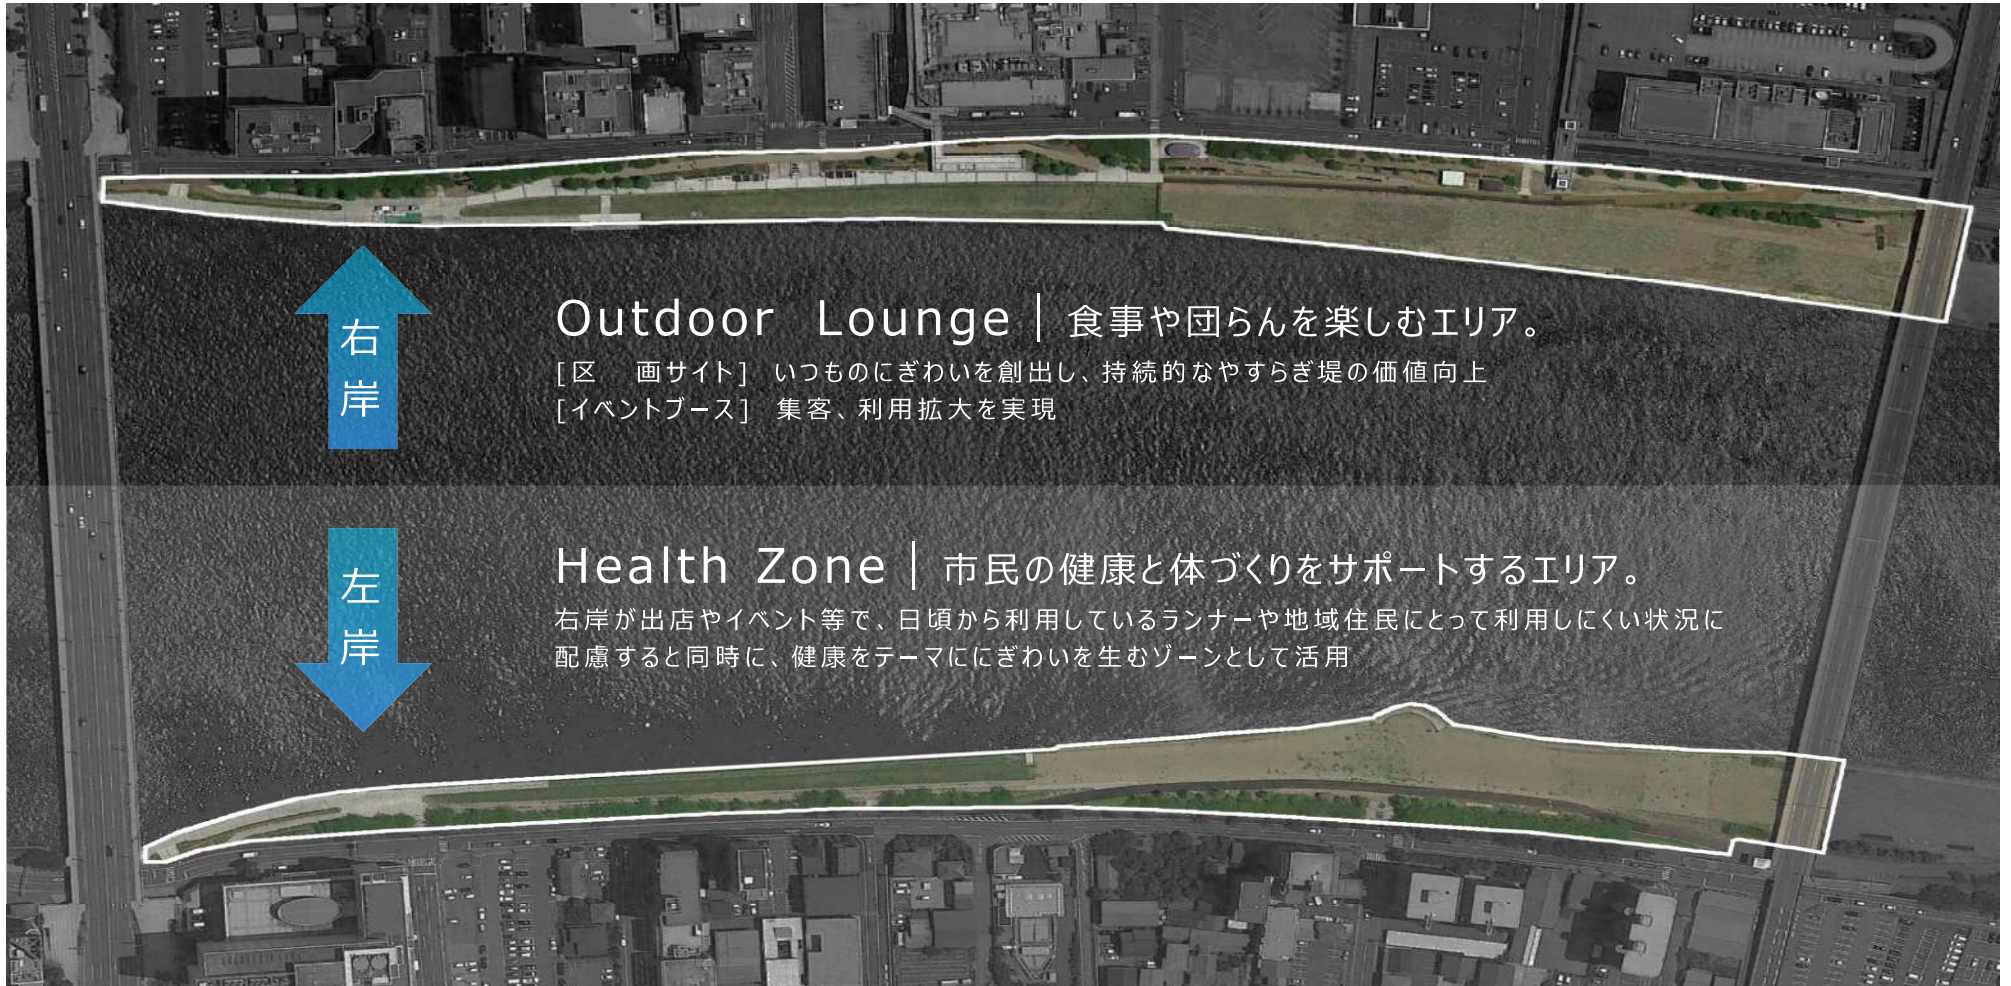 右岸
Outdoor Lounge｜食事や団らんを楽しむエリア。
[区　画サイト]　いつものにぎわいを創出し、持続的なやすらぎ堤の価値向上
[イベントブース]　集客、利用拡大を実現
左岸
Health Zone｜市民の健康と体づくりをサポートするエリア。
右岸が出店やイベント等で、日頃から利用しているランナーや地域住民にとって利用しにくい状況に
配慮すると同時に、健康をテーマににぎわいを生むゾーンとして活用